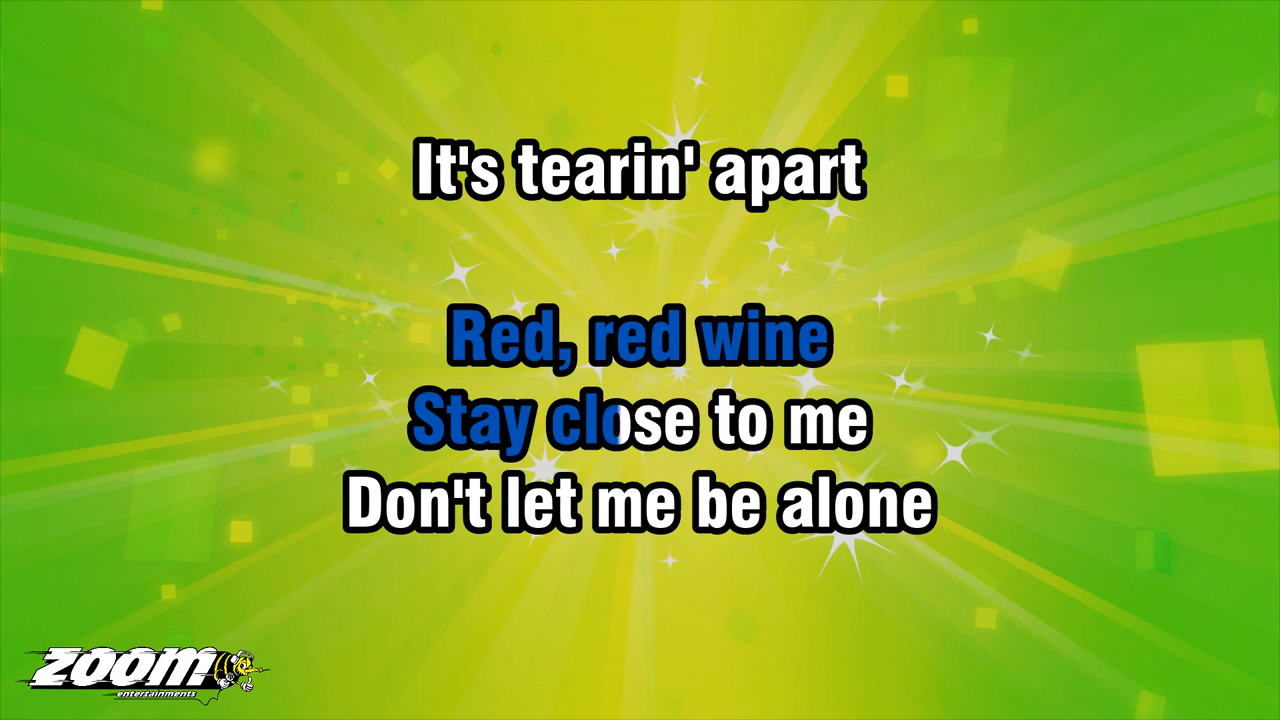 It's tearin' apart
Red, red wine
Stay close to me
Don't let me be alone
ZOOM
entertainments